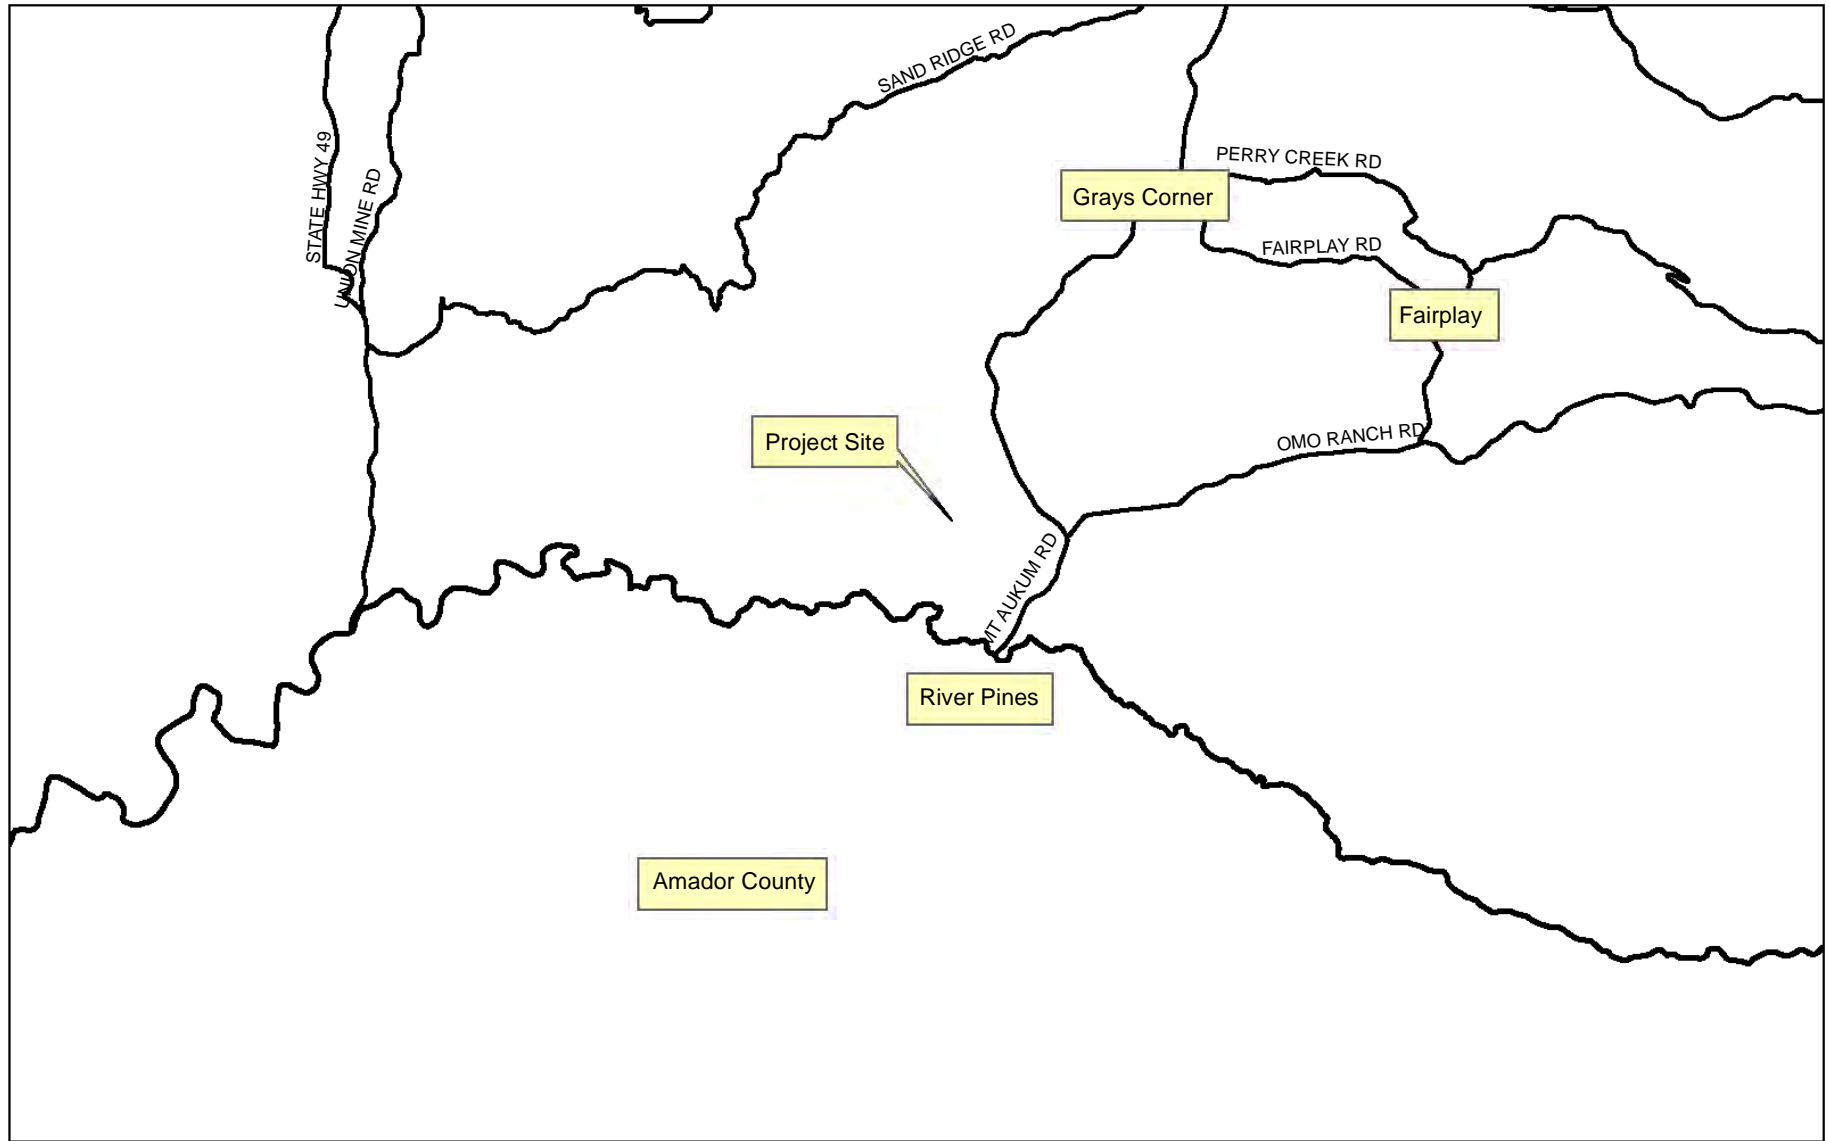 SAND RIDGE RD
STATE HWY 49
UNION MINE RD
PERRY CREEK RD
Grays Corner
FAIRPLAY RD
Fairplay
Project Site
OMO RANCH RD
MT AUKUM RD
River Pines
Amador County